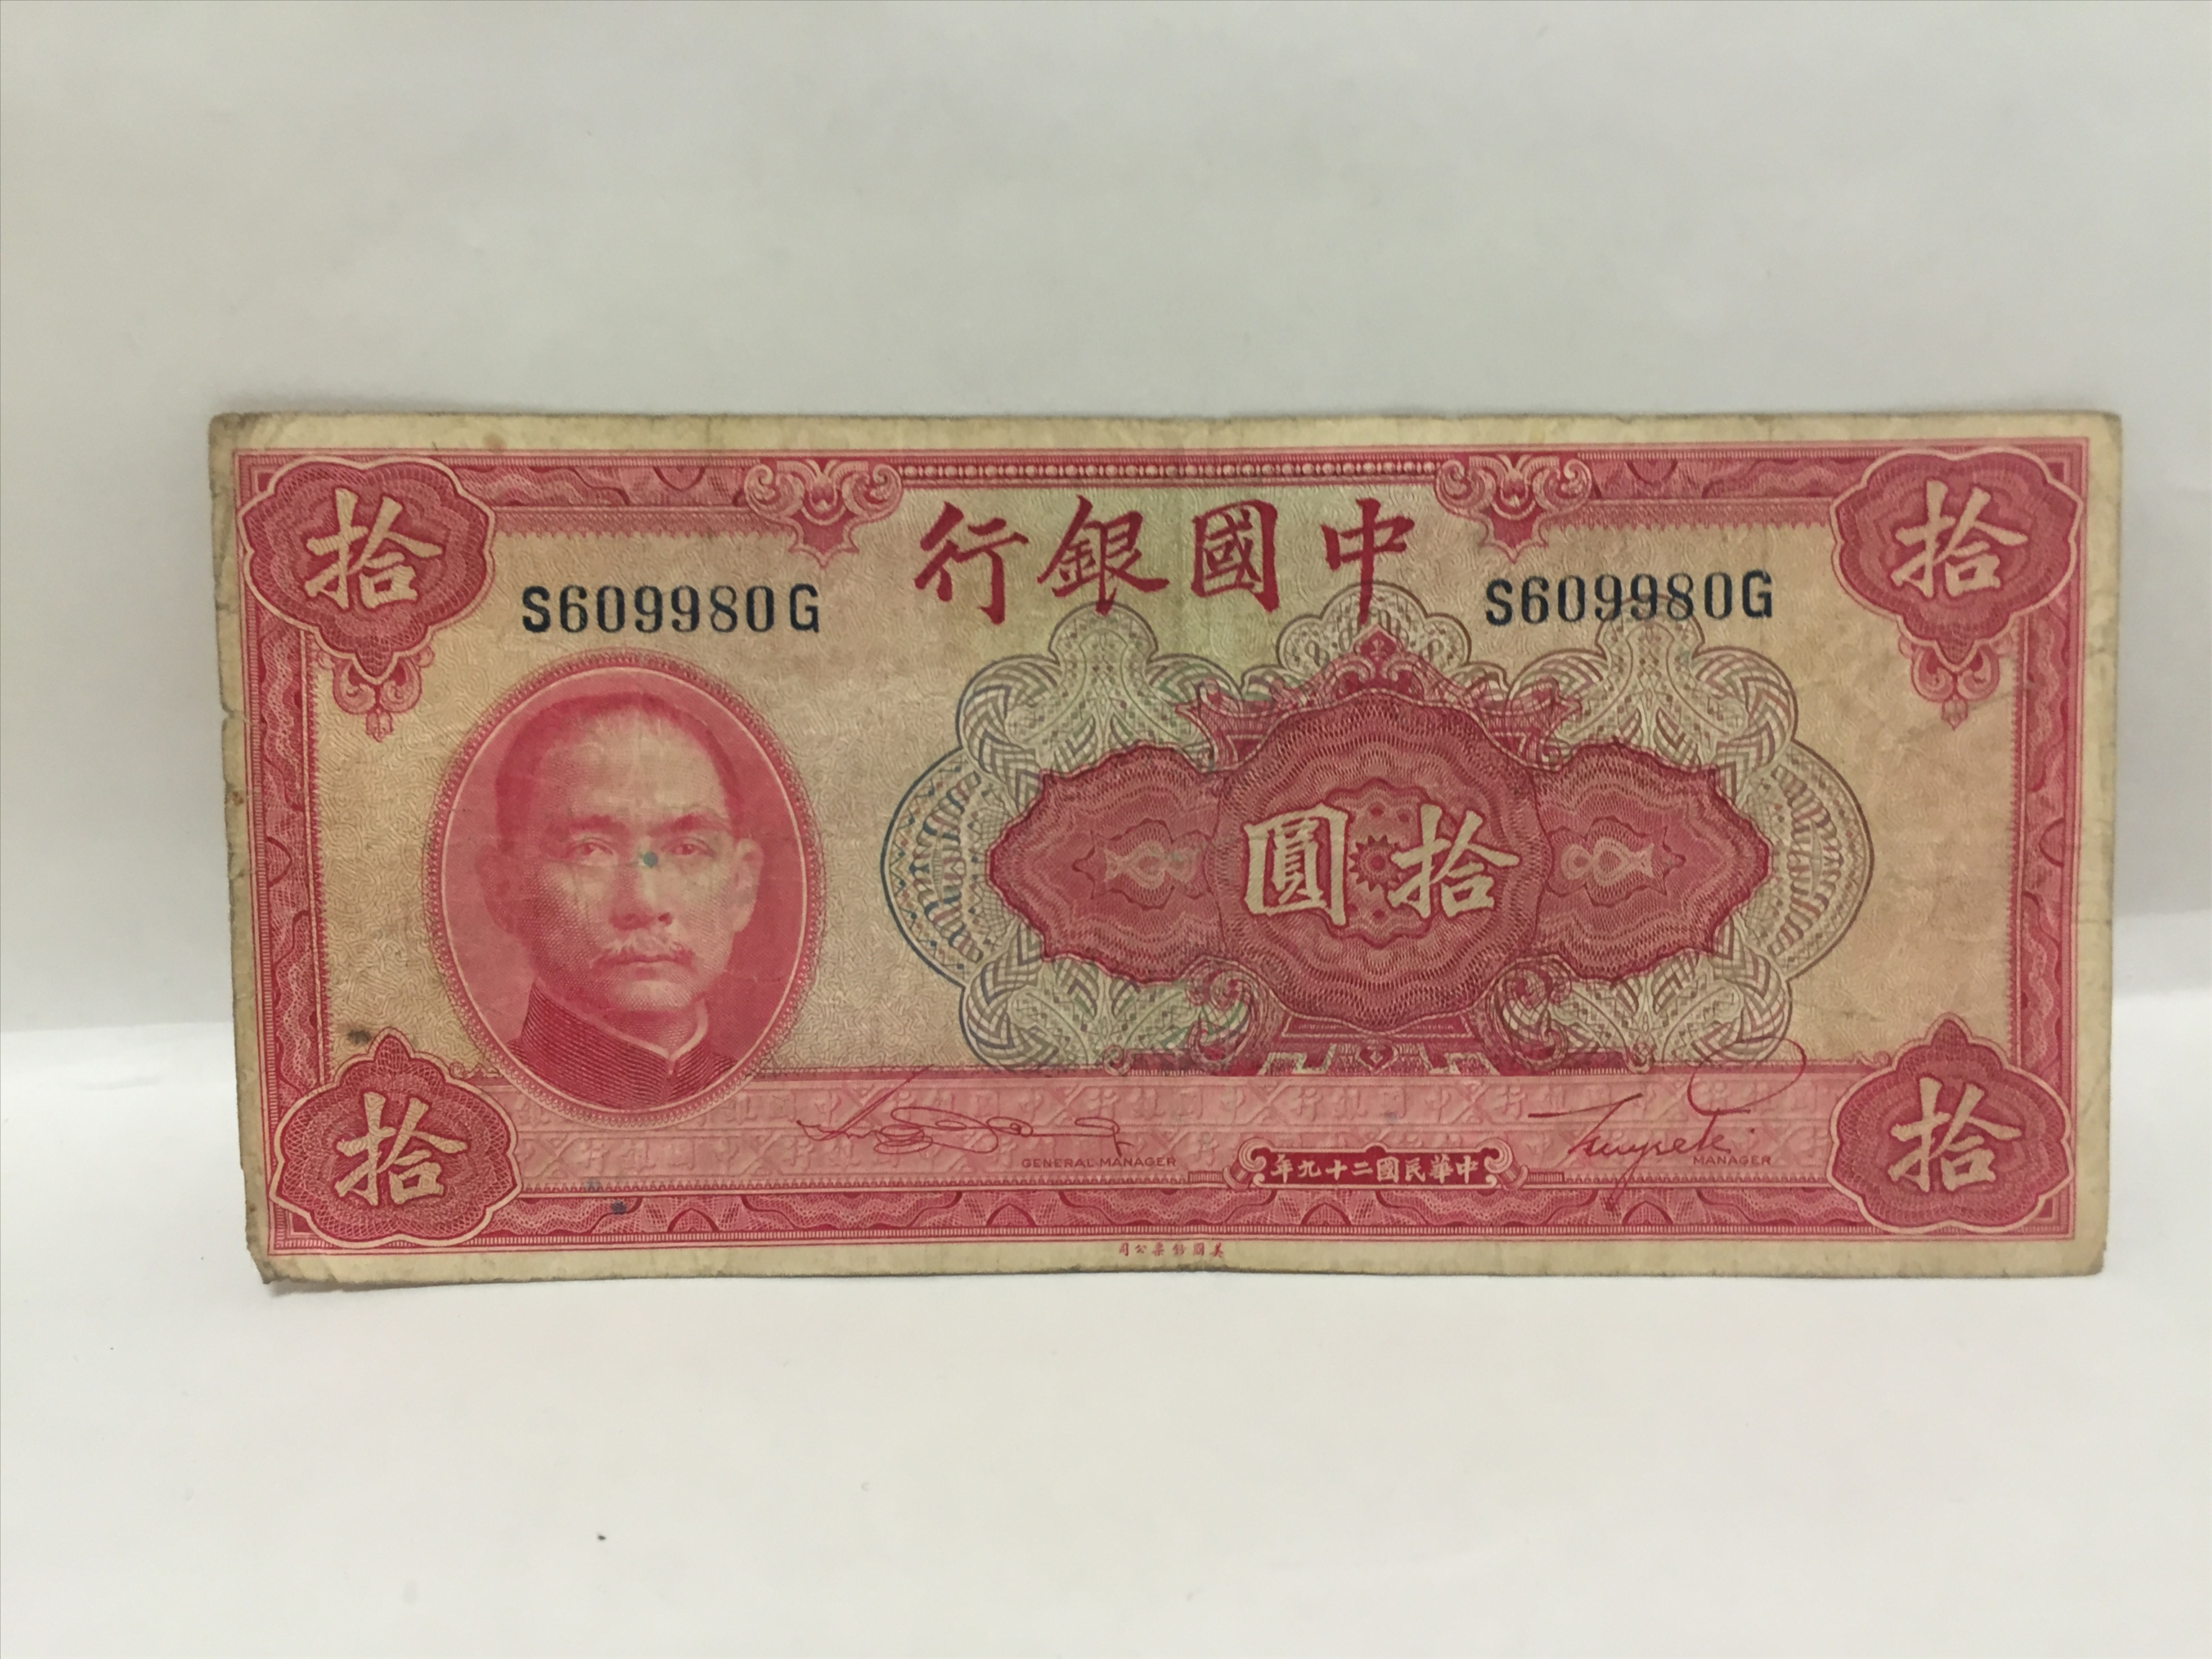 中國銀行
拾
拾
S609980G
S609980G
拾圓
GENERAL MANAGER
中華民國二十九年
MANAGER
拾
拾
美國鈔票公司